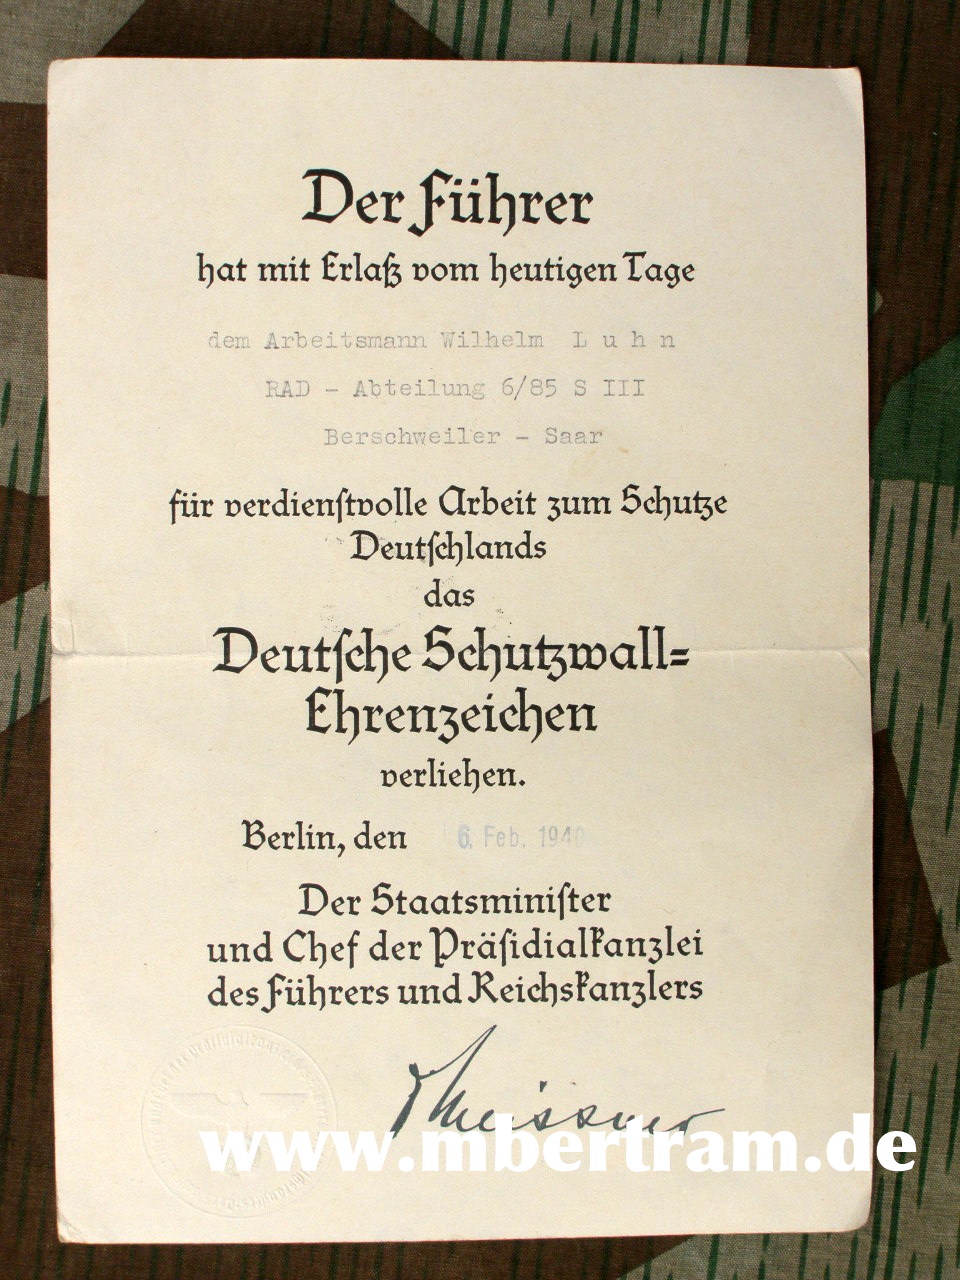 Der Führer
hat mit Erlaß vom heutigen Tage
dem Arbeitsmann Wilhelm L u h n
RAD - Abteilung 6/85 S III
Berschweiler - Saar
für verdienstvolle Arbeit zum Schutze
Deutschlands
das
Deutsche Schutzwall=
Ehrenzeichen
verliehen.
Berlin, den 6. Feb. 1940
Der Staatsminister
und Chef der Präsidialkanzlei
des Führers und Reichskanzlers
Meissner
www.mbertram.de